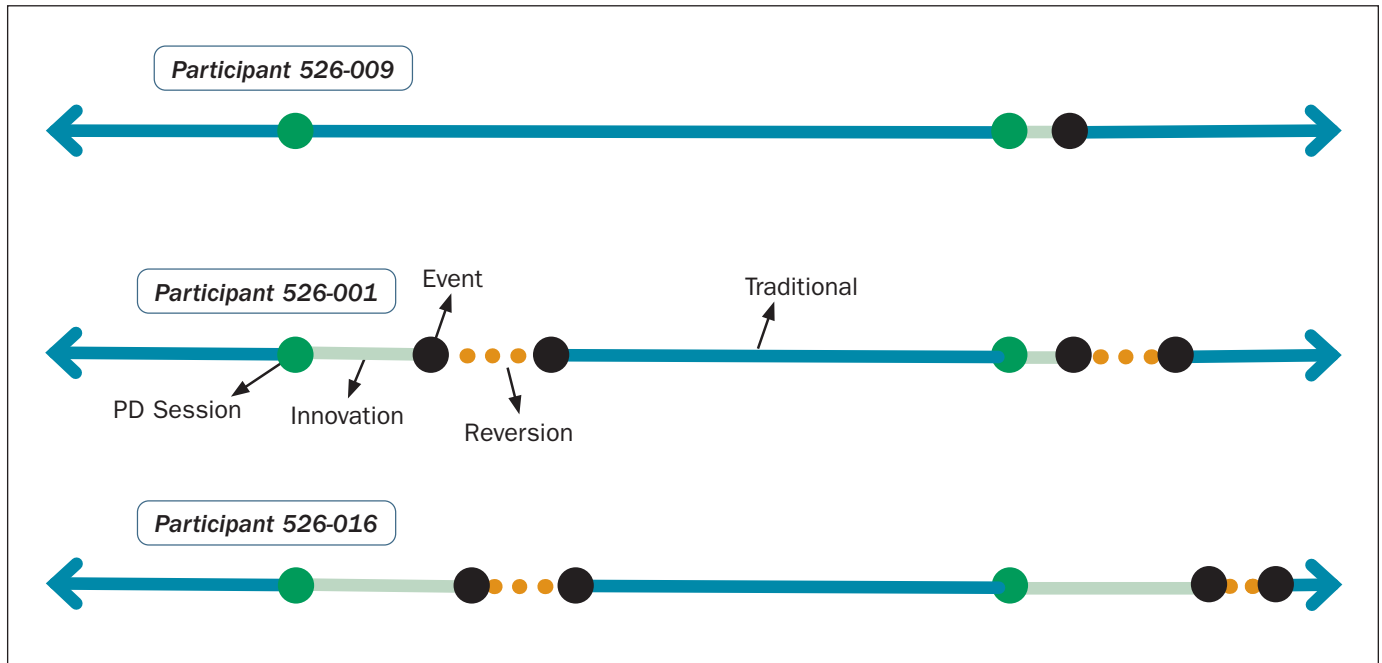 Participant 526-009
Participant 526-001
Event
Traditional
PD Session
Innovation
Reversion
Participant 526-016